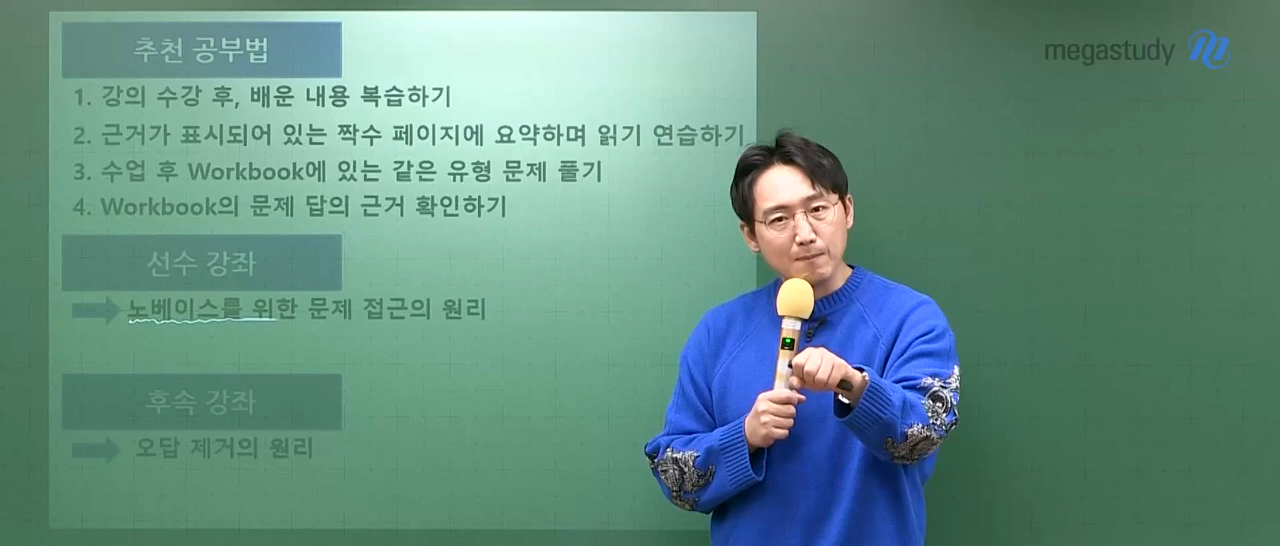 추천 공부법
megastudy
1. 강의 수강 후, 배운 내용 복습하기
2. 근거가 표시되어 있는 짝수 페이지에 요약하며 읽기 연습하기
3. 수업 후 Workbook에 있는 같은 유형 문제 풀기
4. Workbook의 문제 답의 근거 확인하기
선수 강좌
노베이스를 위한 문제 접근의 원리
후속 강좌
오답 제거의 원리